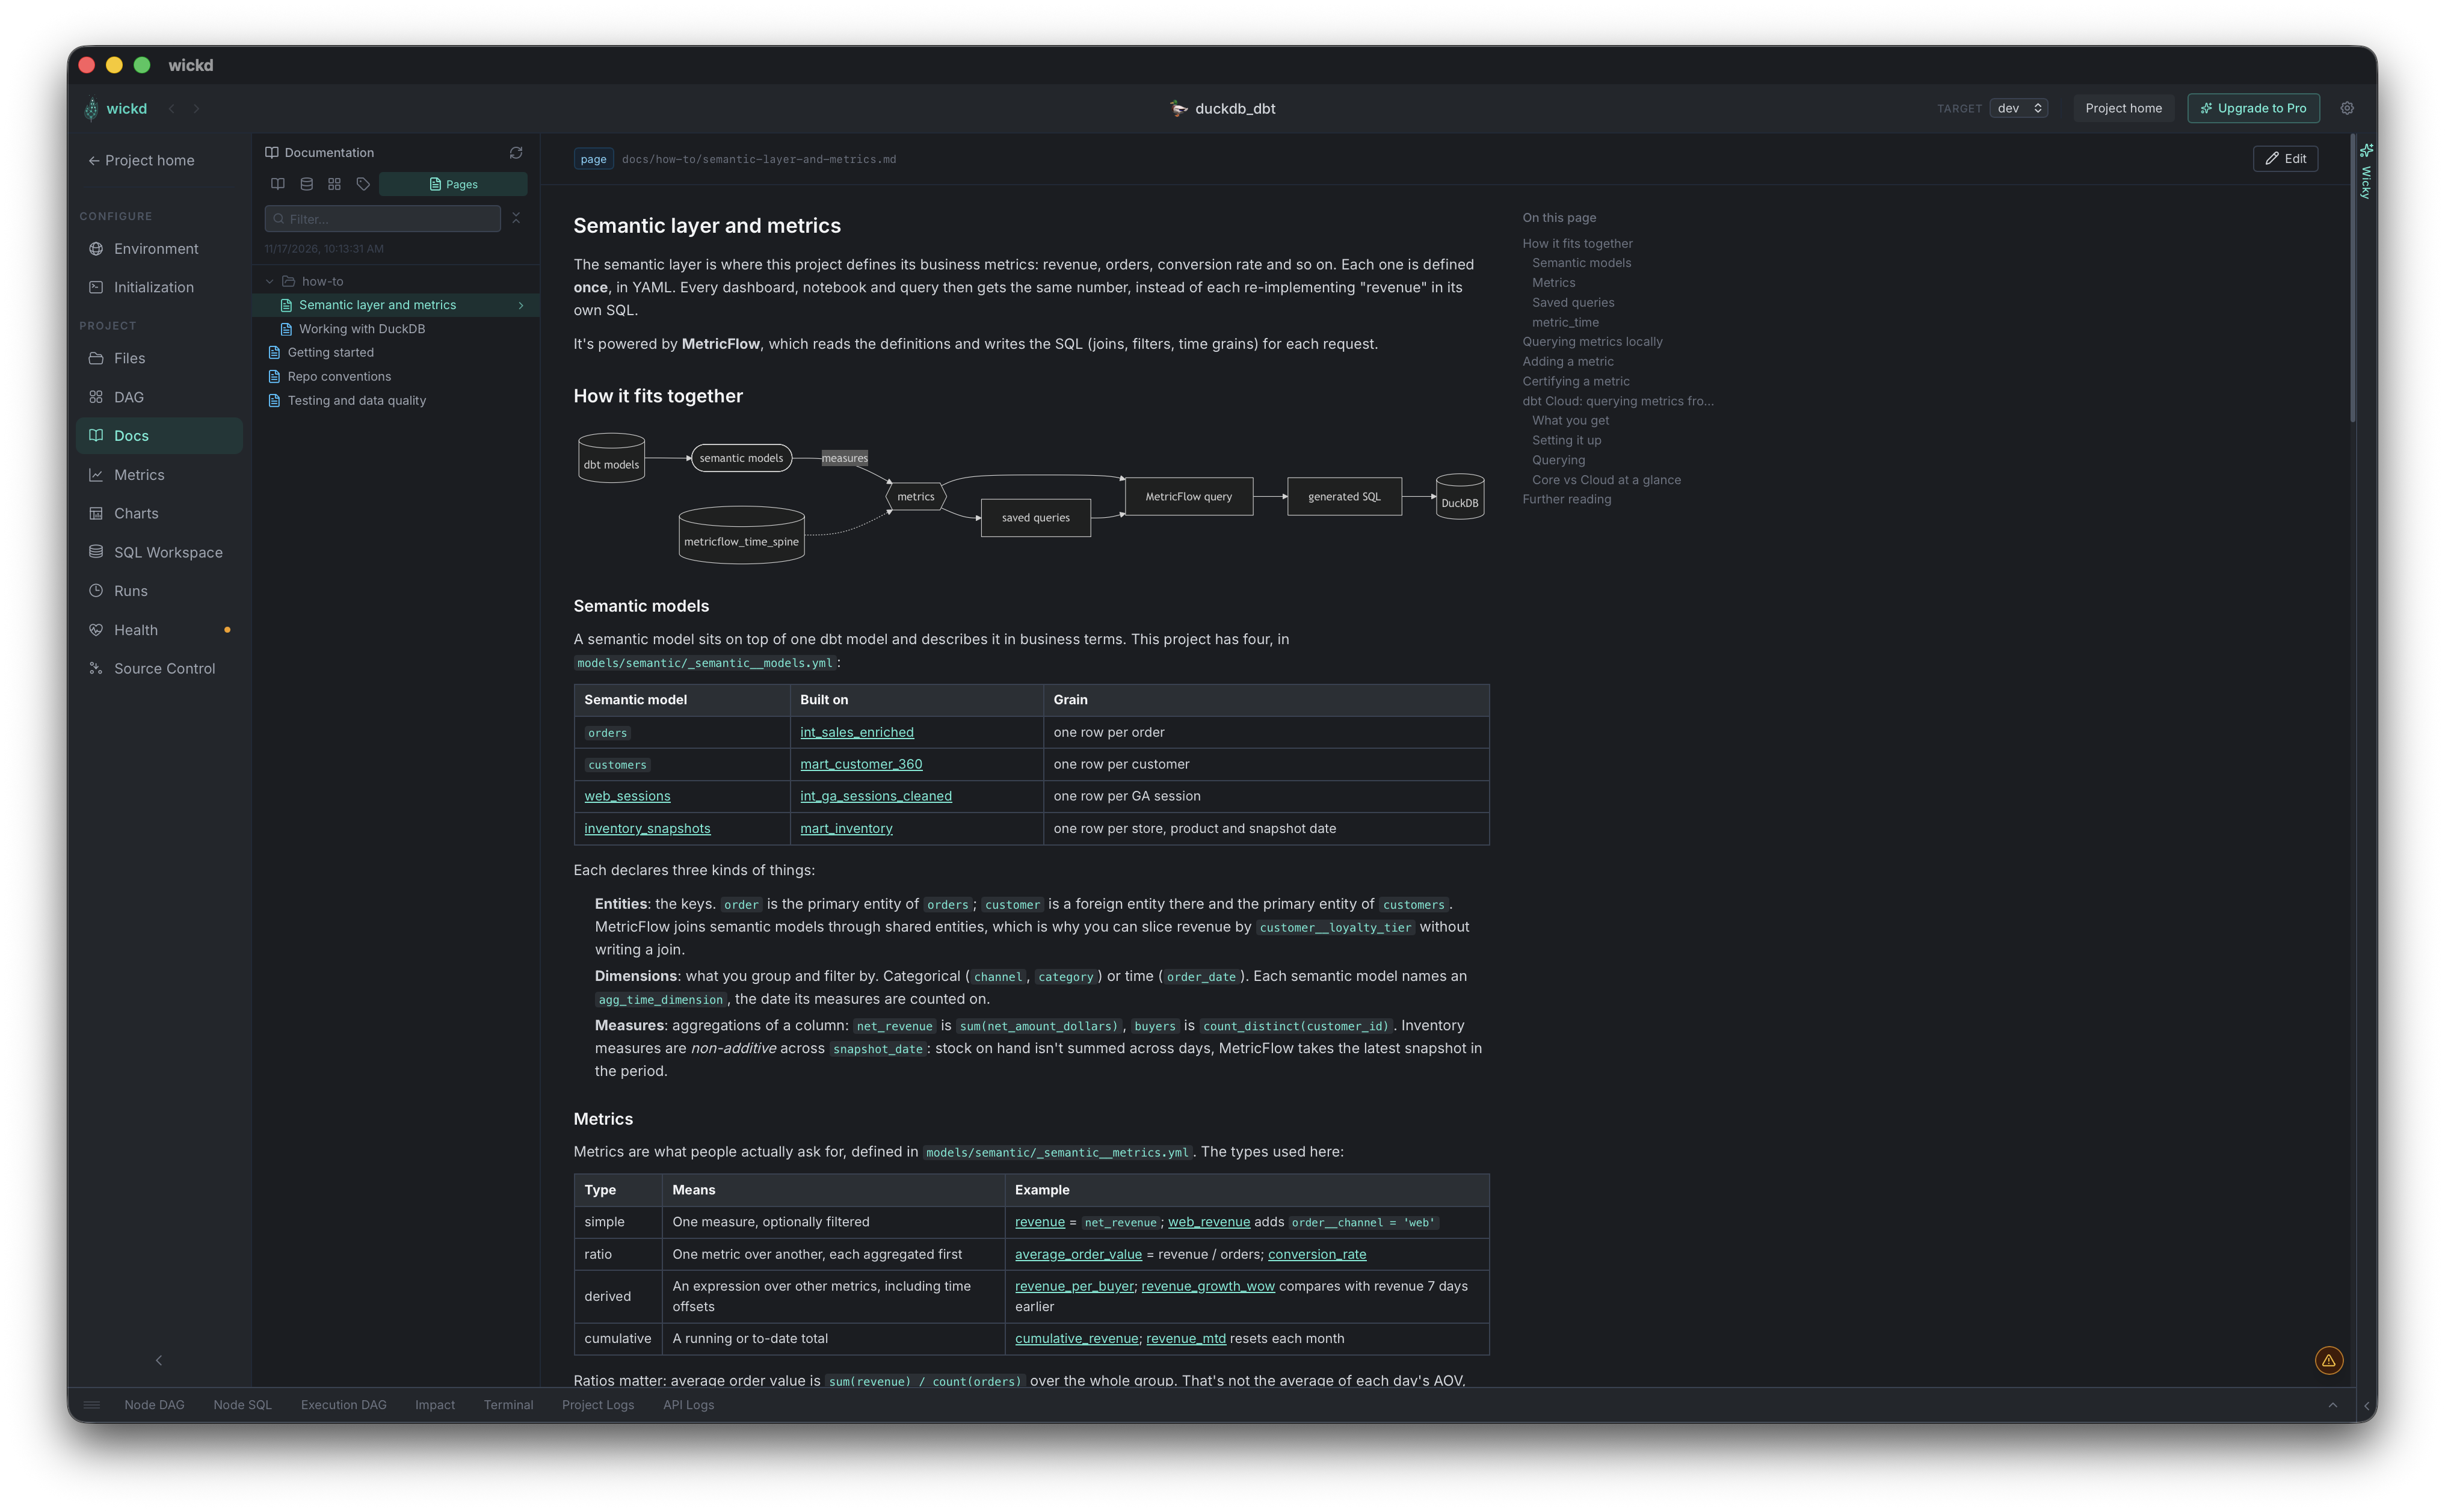 wickd
wickd
duckdb_dbt
TARGET dev
Project home
Upgrade to Pro
Project home
CONFIGURE
Environment
Initialization
PROJECT
Files
DAG
Docs
Metrics
Charts
SQL Workspace
Runs
Health
Source Control
Documentation
Pages
Filter...
11/17/2026, 10:13:31 AM
how-to
Semantic layer and metrics
Working with DuckDB
Getting started
Repo conventions
Testing and data quality
page docs/how-to/semantic-layer-and-metrics.md
Edit
Semantic layer and metrics
The semantic layer is where this project defines its business metrics: revenue, orders, conversion rate and so on. Each one is defined
once, in YAML. Every dashboard, notebook and query then gets the same number, instead of each re-implementing "revenue" in its
own SQL.
It's powered by MetricFlow, which reads the definitions and writes the SQL (joins, filters, time grains) for each request.
How it fits together
dbt models
semantic models
measures
metricflow_time_spine
metrics
saved queries
MetricFlow query
generated SQL
DuckDB
Semantic models
A semantic model sits on top of one dbt model and describes it in business terms. This project has four, in
models/semantic/_semantic__models.yml:
Semantic model Built on Grain
orders int_sales_enriched one row per order
customers mart_customer_360 one row per customer
web_sessions int_ga_sessions_cleaned one row per GA session
inventory_snapshots mart_inventory one row per store, product and snapshot date
Each declares three kinds of things:
Entities: the keys. order is the primary entity of orders; customer is a foreign entity there and the primary entity of customers.
MetricFlow joins semantic models through shared entities, which is why you can slice revenue by customer__loyalty_tier without
writing a join.
Dimensions: what you group and filter by. Categorical (channel, category) or time (order_date). Each semantic model names an
agg_time_dimension, the date its measures are counted on.
Measures: aggregations of a column: net_revenue is sum(net_amount_dollars), buyers is count_distinct(customer_id). Inventory
measures are non-additive across snapshot_date: stock on hand isn't summed across days, MetricFlow takes the latest snapshot in
the period.
Metrics
Metrics are what people actually ask for, defined in models/semantic/_semantic__metrics.yml. The types used here:
Type Means Example
simple One measure, optionally filtered revenue = net_revenue; web_revenue adds order__channel = 'web'
ratio One metric over another, each aggregated first average_order_value = revenue / orders; conversion_rate
derived An expression over other metrics, including time offsets revenue_per_buyer; revenue_growth_wow compares with revenue 7 days earlier
cumulative A running or to-date total cumulative_revenue; revenue_mtd resets each month
Ratios matter: average order value is sum(revenue) / count(orders) over the whole group. That's not the average of each day's AOV,
On this page
How it fits together
Semantic models
Metrics
Saved queries
metric_time
Querying metrics locally
Adding a metric
Certifying a metric
dbt Cloud: querying metrics fro...
What you get
Setting it up
Querying
Core vs Cloud at a glance
Further reading
Wicky
Node DAG
Node SQL
Execution DAG
Impact
Terminal
Project Logs
API Logs